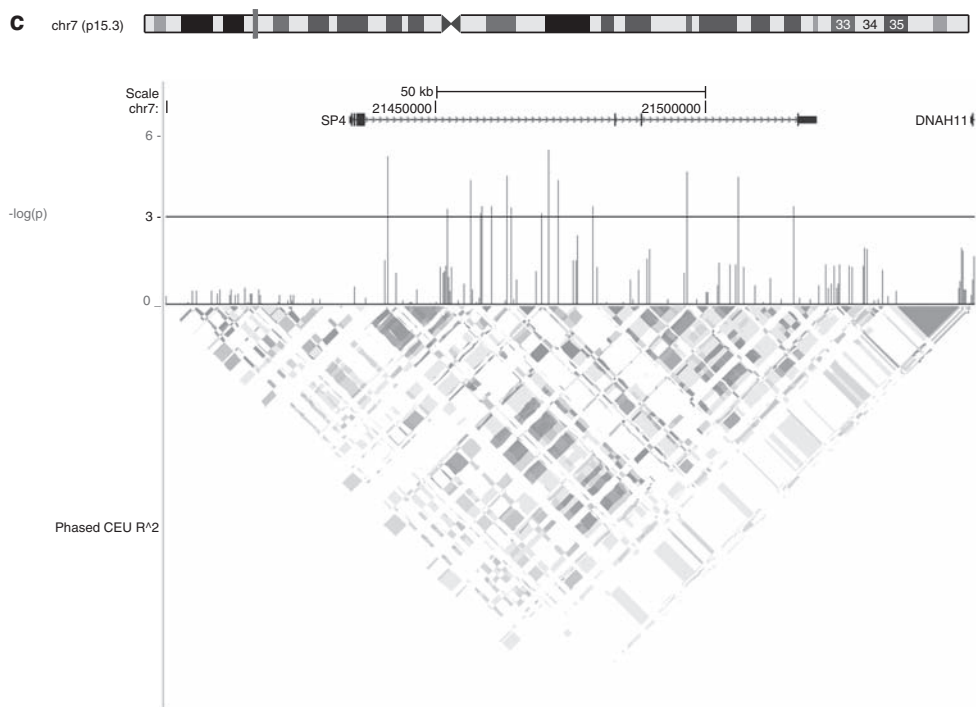 c
chr7 (p15.3)
33 34 35
Scale
50 kb
chr7:
21450000
21500000
SP4
DNAH11
6 -
-log(p)
3 -
0 _
Phased CEU R^2